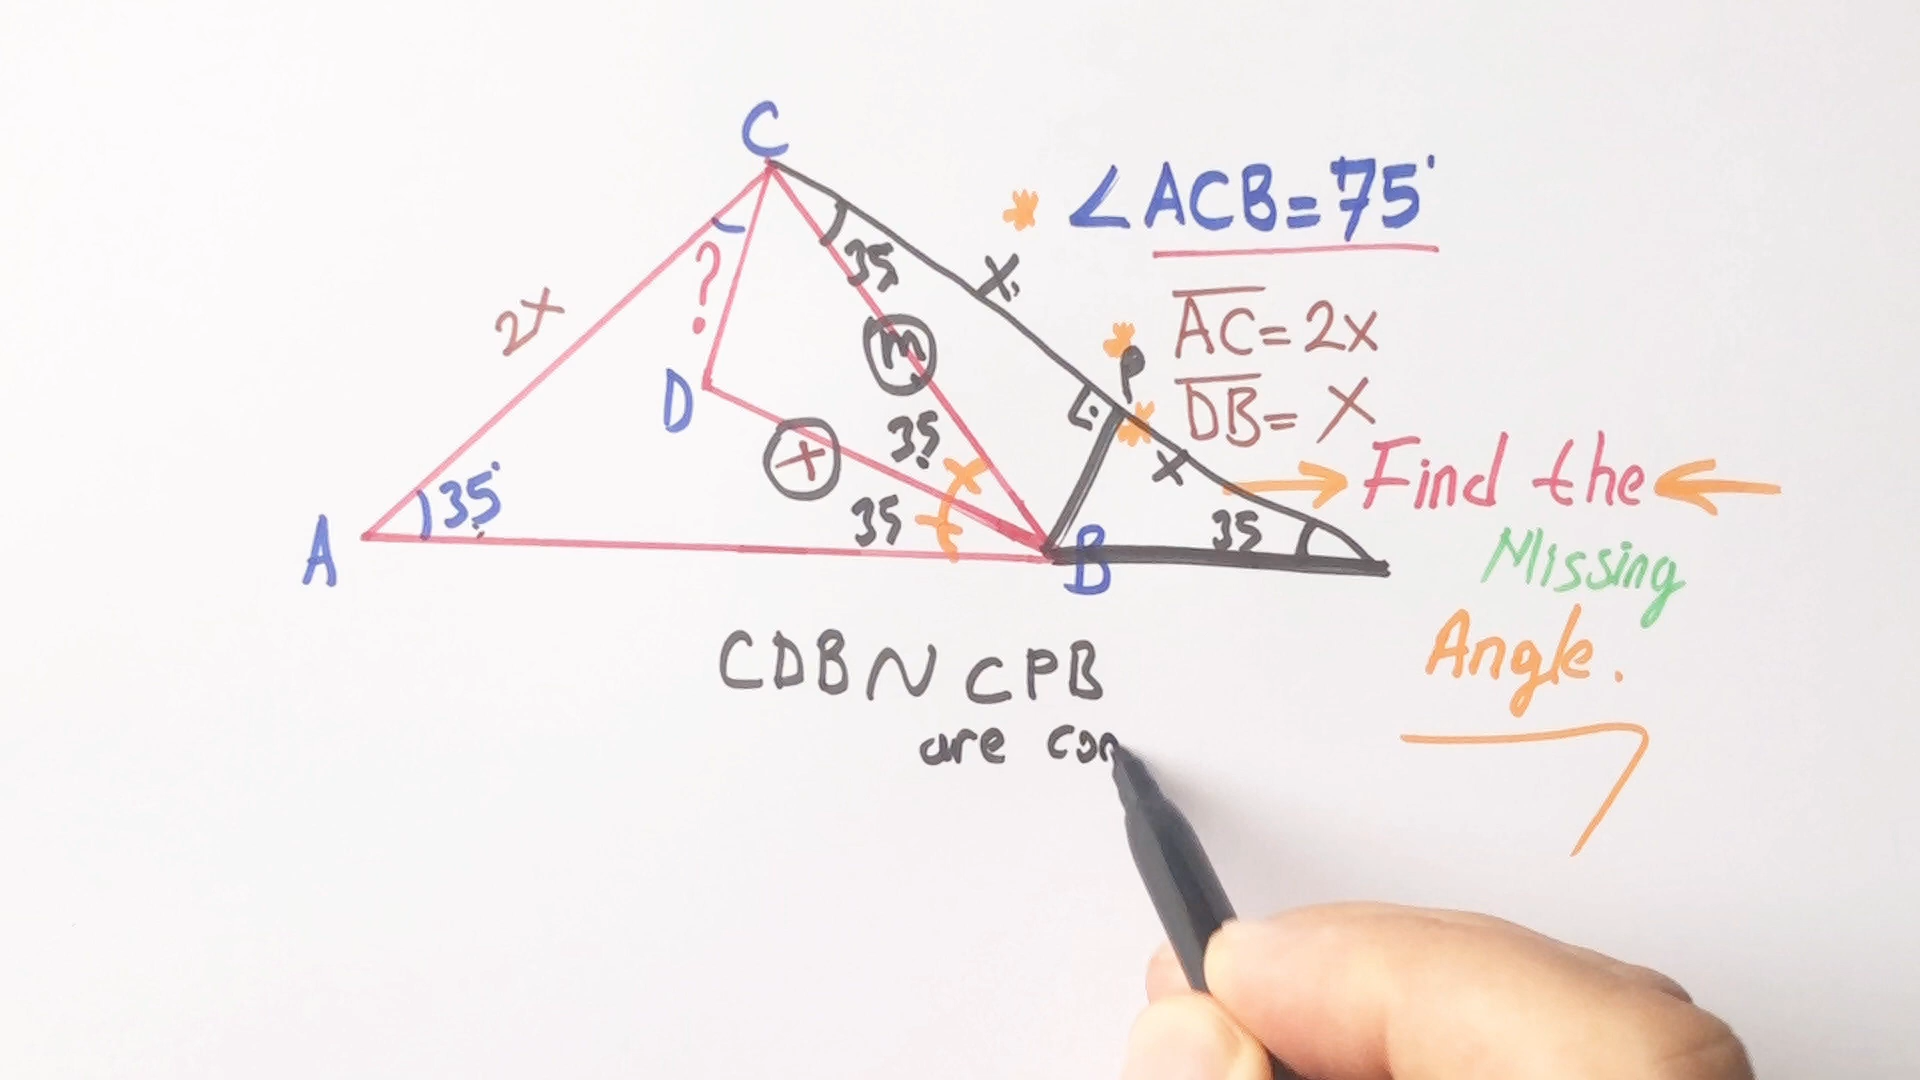 C
∠ACB=75°
35
x
2x
AC=2x
?
m
P
D
DB=x
35
x
x
Find the
35°
35
35
A
B
Missing
Angle.
CDB ~ CPB
are con